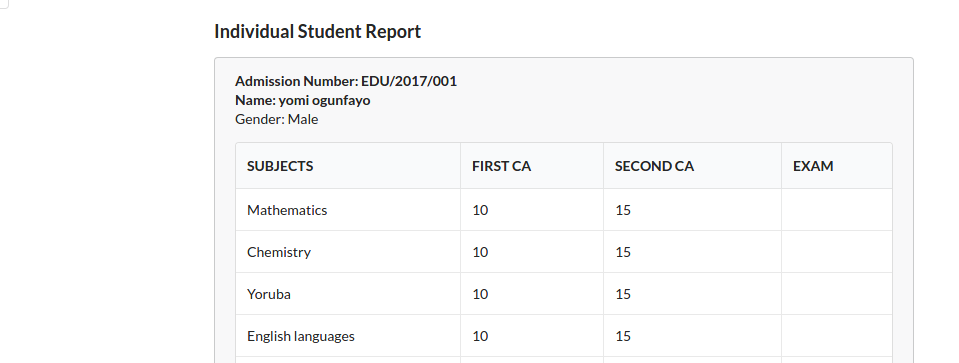 Individual Student Report
Admission Number: EDU/2017/001
Name: yomi ogunfayo
Gender: Male
SUBJECTS FIRST CA SECOND CA EXAM
Mathematics 10 15
Chemistry 10 15
Yoruba 10 15
English languages 10 15